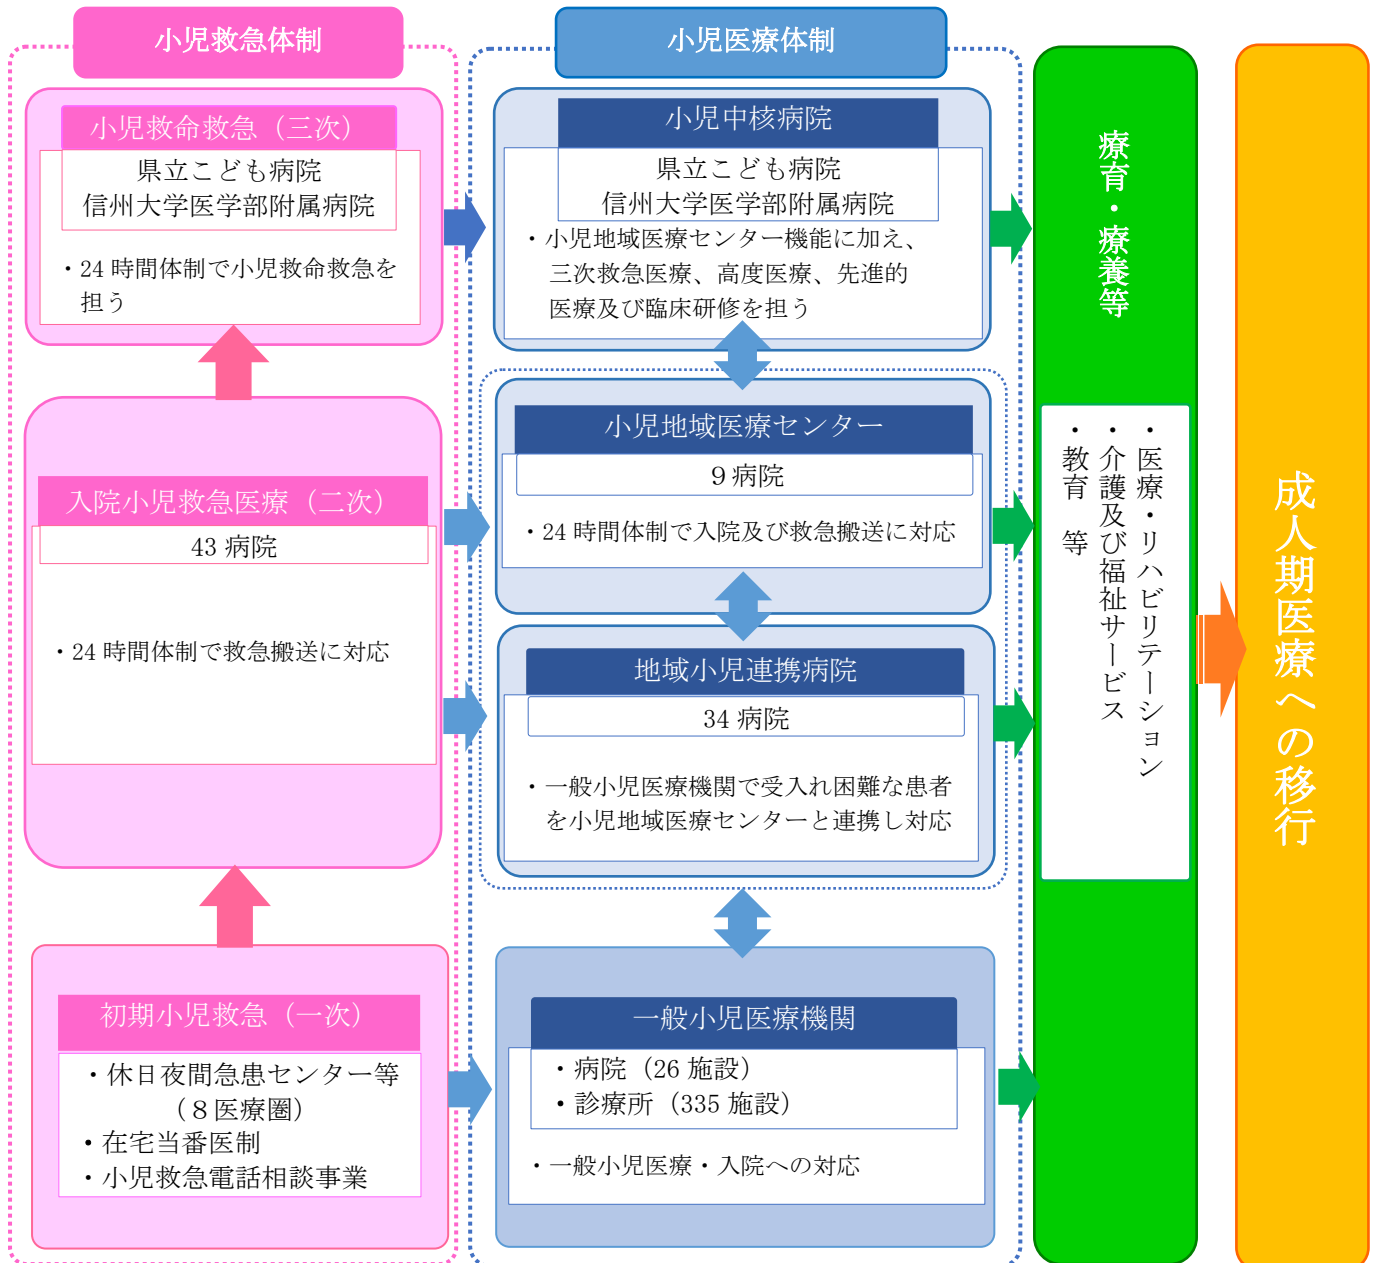 小児救急体制
小児救命救急（三次）
県立こども病院
信州大学医学部附属病院
・24 時間体制で小児救命救急を
担う
入院小児救急医療（二次）
43 病院
・24 時間体制で救急搬送に対応
初期小児救急（一次）
・休日夜間急患センター等
（８医療圏）
・在宅当番医制
・小児救急電話相談事業
小児医療体制
小児中核病院
県立こども病院
信州大学医学部附属病院
・小児地域医療センター機能に加え、
三次救急医療、高度医療、先進的
医療及び臨床研修を担う
小児地域医療センター
９病院
・24 時間体制で入院及び救急搬送に対応
地域小児連携病院
34 病院
・一般小児医療機関で受入れ困難な患者
を小児地域医療センターと連携し対応
一般小児医療機関
・病院（26 施設）
・診療所（335 施設）
・一般小児医療・入院への対応
療育・療養等
・医療・リハビリテーション
・介護及び福祉サービス
・教育　等
成人期医療への移行